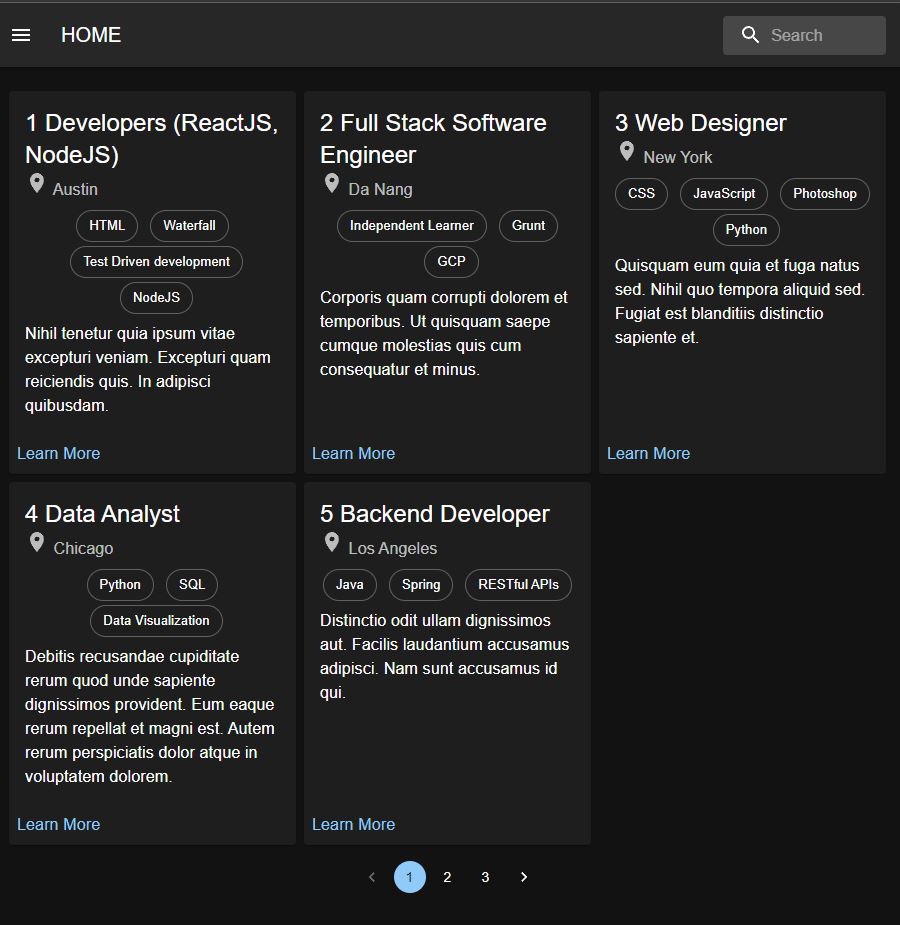 HOME
Search
1 Developers (ReactJS,
NodeJS)
Austin
HTML Waterfall
Test Driven development
NodeJS
Nihil tenetur quia ipsum vitae
excepturi veniam. Excepturi quam
reiciendis quis. In adipisci
quibusdam.
Learn More
2 Full Stack Software
Engineer
Da Nang
Independent Learner Grunt
GCP
Corporis quam corrupti dolorem et
temporibus. Ut quisquam saepe
cumque molestias quis cum
consequatur et minus.
Learn More
3 Web Designer
New York
CSS JavaScript Photoshop
Python
Quisquam eum quia et fuga natus
sed. Nihil quo tempora aliquid sed.
Fugiat est blanditiis distinctio
sapiente et.
Learn More
4 Data Analyst
Chicago
Python SQL
Data Visualization
Debitis recusandae cupiditate
rerum quod unde sapiente
dignissimos provident. Eum eaque
rerum repellat et magni est. Autem
rerum perspiciatis dolor atque in
voluptatem dolorem.
Learn More
5 Backend Developer
Los Angeles
Java Spring RESTful APIs
Distinctio odit ullam dignissimos
aut. Facilis laudantium accusamus
adipisci. Nam sunt accusamus id
qui.
Learn More
1 2 3